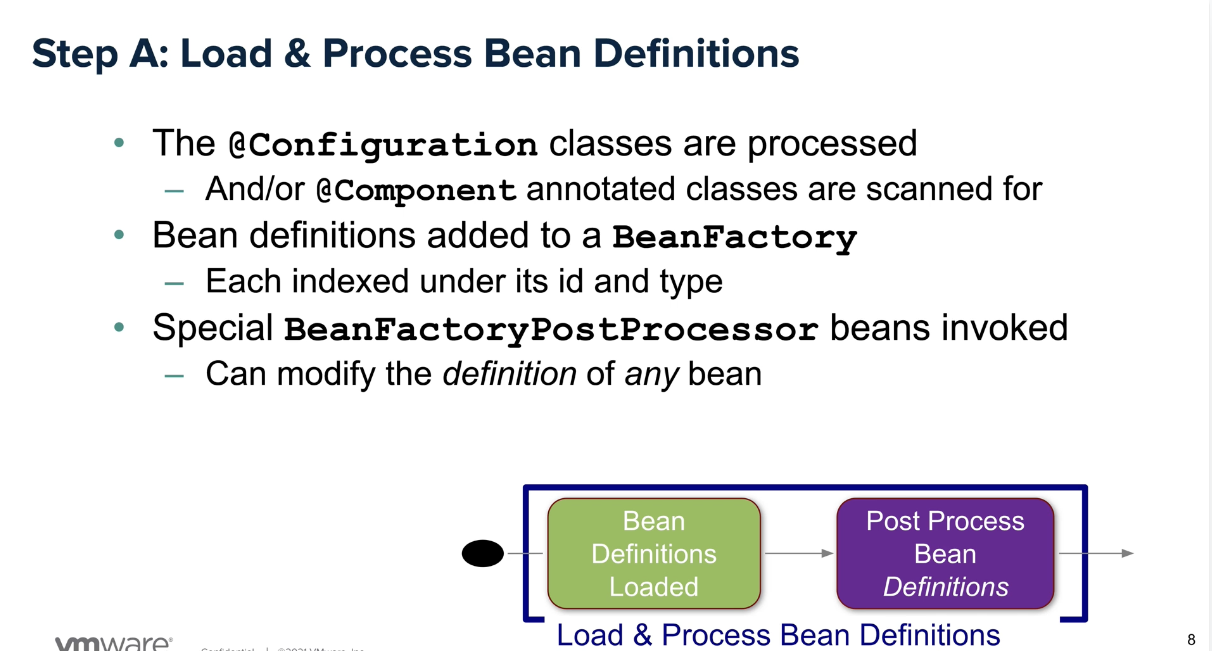 Step A: Load & Process Bean Definitions
• The @Configuration classes are processed
– And/or @Component annotated classes are scanned for
• Bean definitions added to a BeanFactory
– Each indexed under its id and type
• Special BeanFactoryPostProcessor beans invoked
– Can modify the definition of any bean
Bean
Definitions
Loaded
Post Process
Bean
Definitions
Load & Process Bean Definitions
vmware®
Confidential | ©2021 VMware, Inc.
8